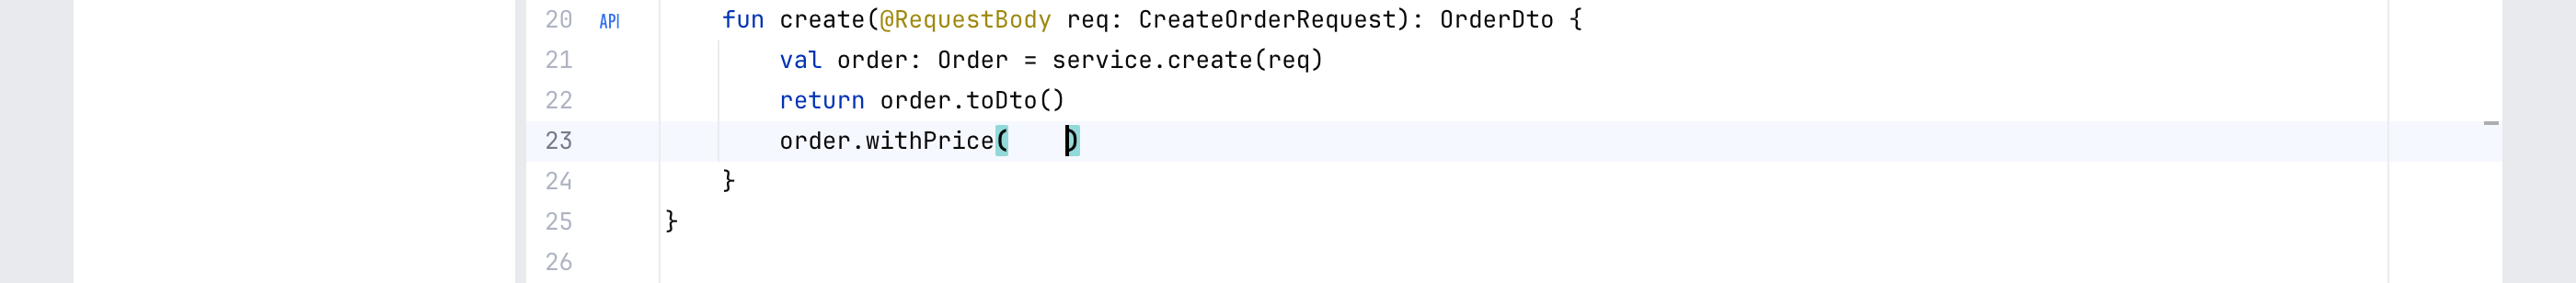 20 API fun create(@RequestBody req: CreateOrderRequest): OrderDto {
21 val order: Order = service.create(req)
22 return order.toDto()
23 order.withPrice(    )
24 }
25 }
26